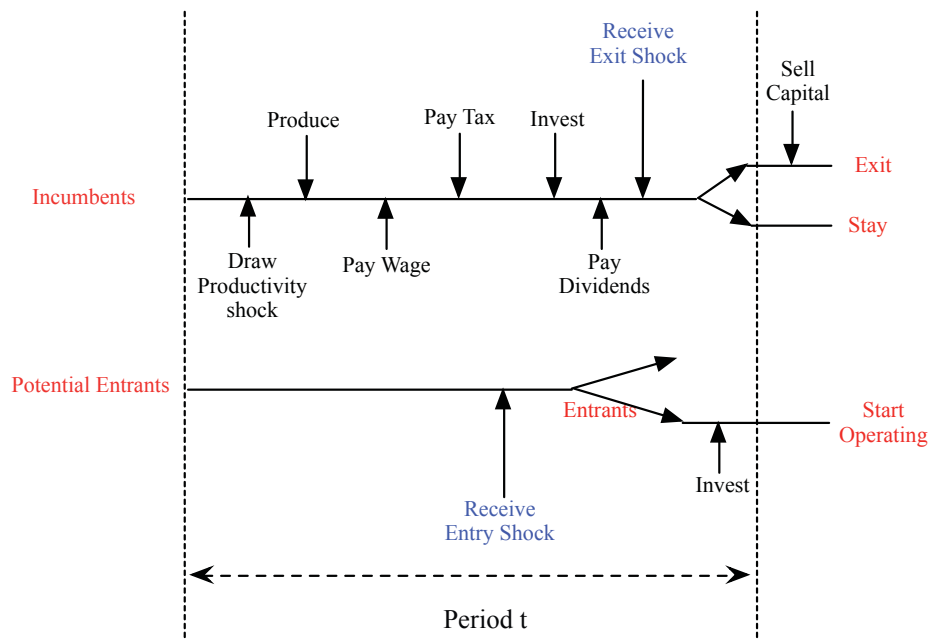 Receive
Exit Shock
Sell
Capital
Produce
Pay Tax
Invest
Exit
Incumbents
Stay
Draw
Productivity
shock
Pay Wage
Pay
Dividends
Potential Entrants
Entrants
Start
Operating
Invest
Receive
Entry Shock
Period t